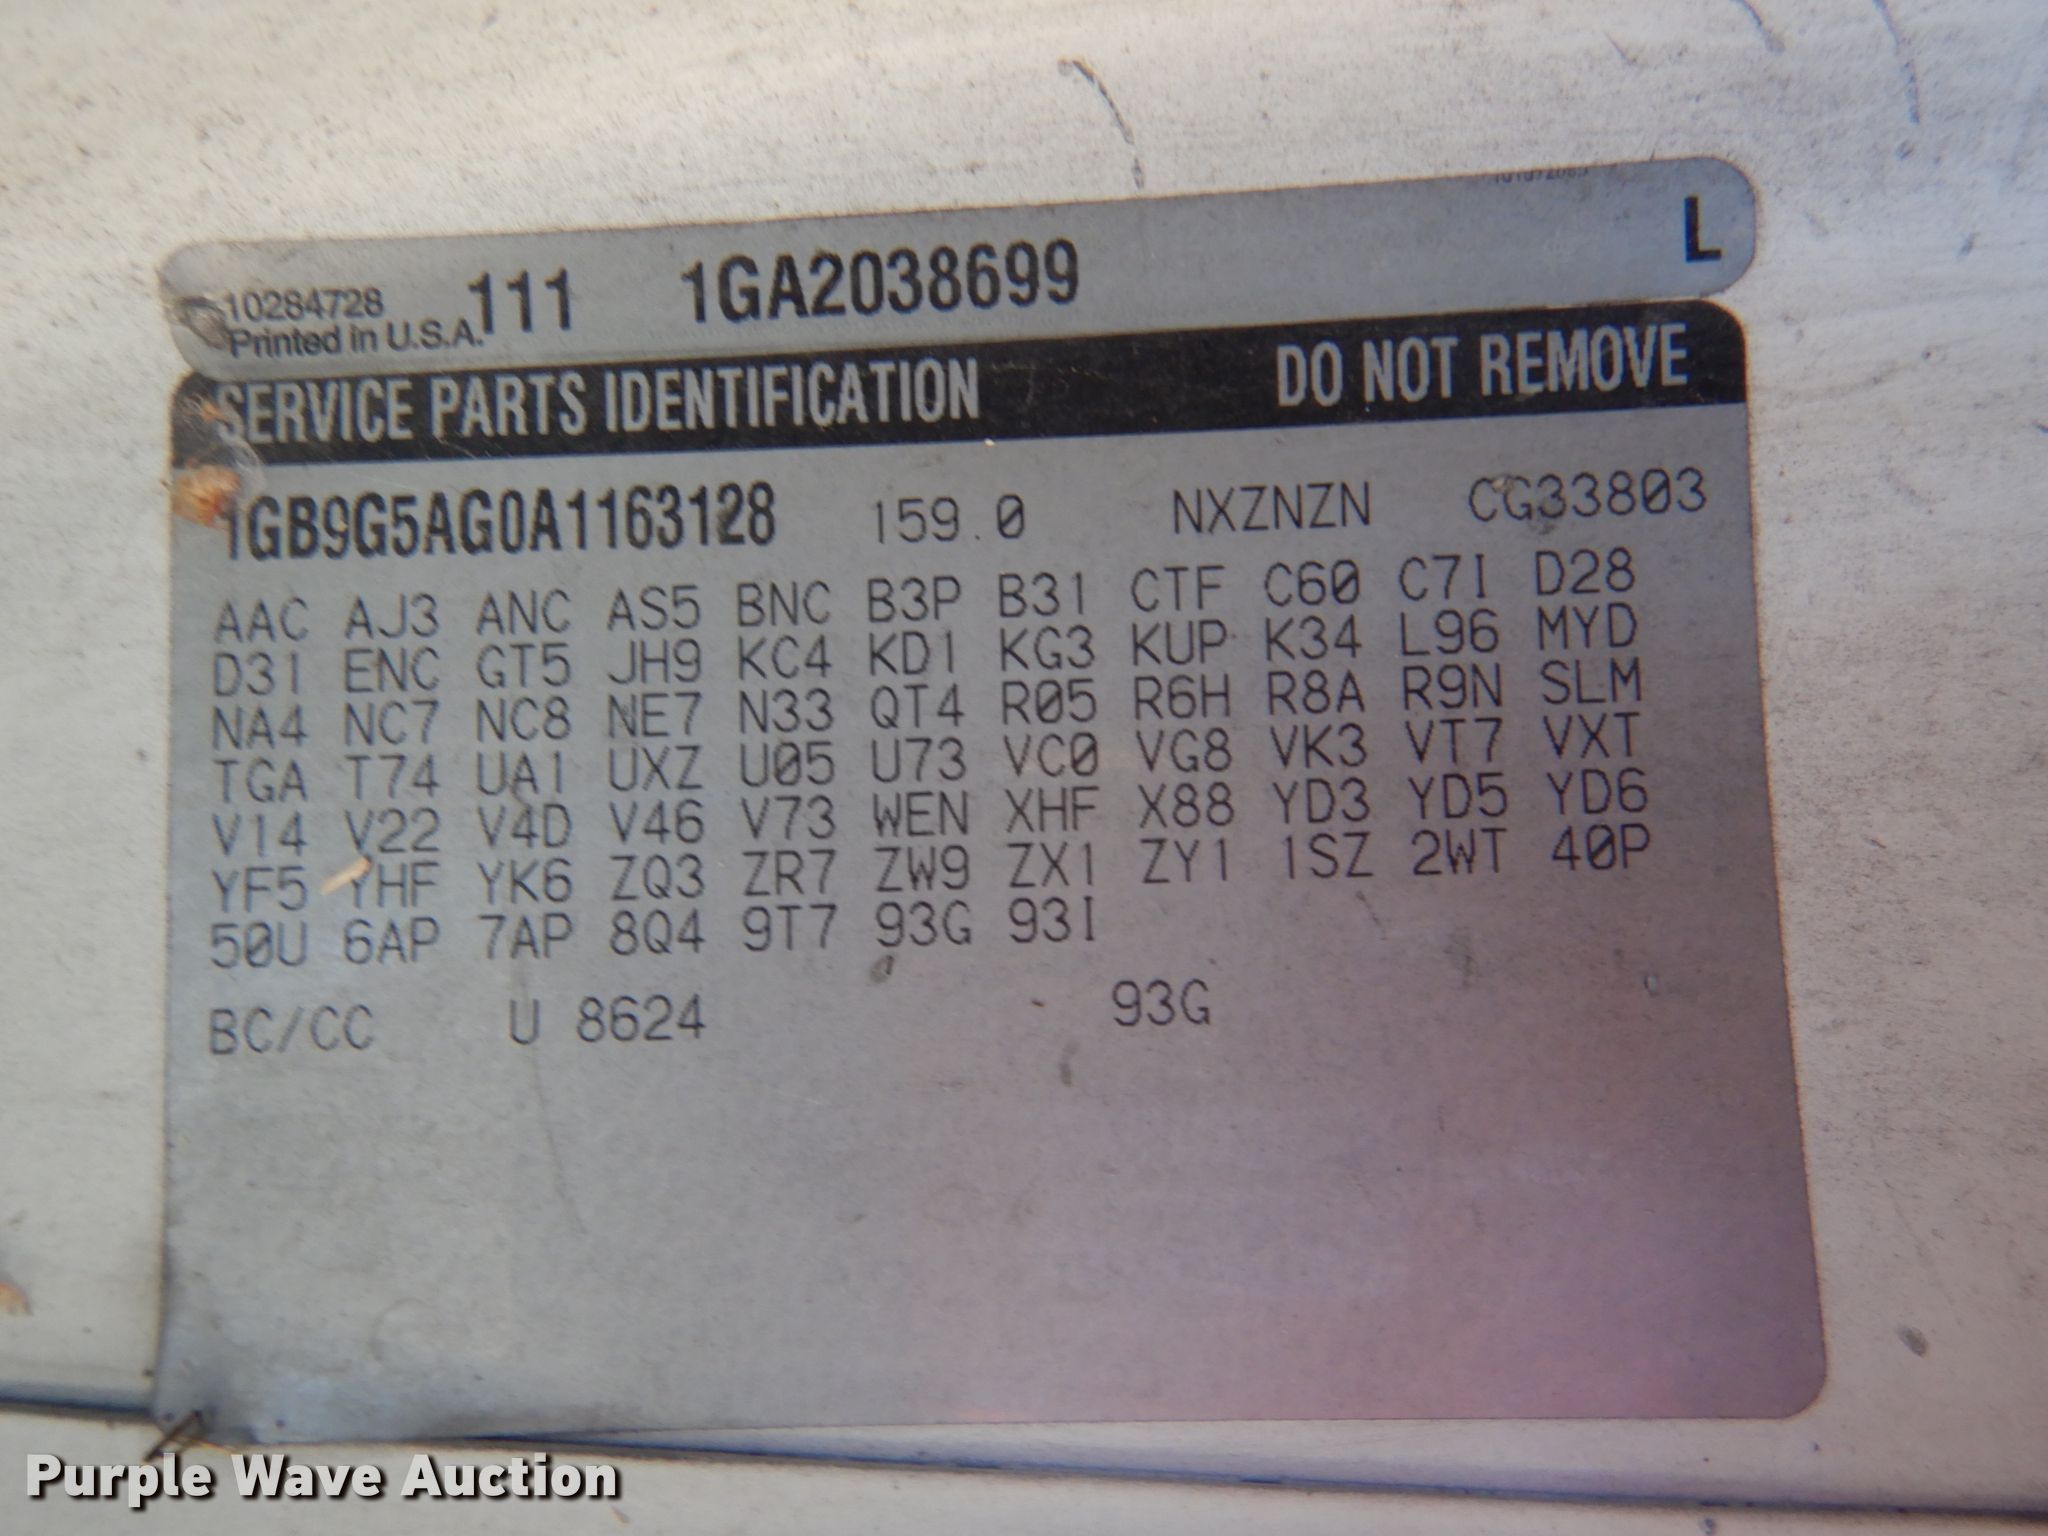 L
10284728 111 1GA2038699
Printed in U.S.A.
SERVICE PARTS IDENTIFICATION DO NOT REMOVE
1GB9G5AG0A1163128 159.0 NXZNZN CG33803
AAC AJ3 ANC AS5 BNC B3P B31 CTF C60 C7I D28
D31 ENC GT5 JH9 KC4 KD1 KG3 KUP K34 L96 MYD
NA4 NC7 NC8 NE7 N33 QT4 R05 R6H R8A R9N SLM
TGA T74 UA1 UXZ U05 U73 VC0 VG8 VK3 VT7 VXT
V14 V22 V4D V46 V73 WEN XHF X88 YD3 YD5 YD6
YF5 YHF YK6 ZQ3 ZR7 ZW9 ZX1 ZY1 1SZ 2WT 40P
50U 6AP 7AP 8Q4 9T7 93G 93I
BC/CC U 8624 93G
Purple Wave Auction